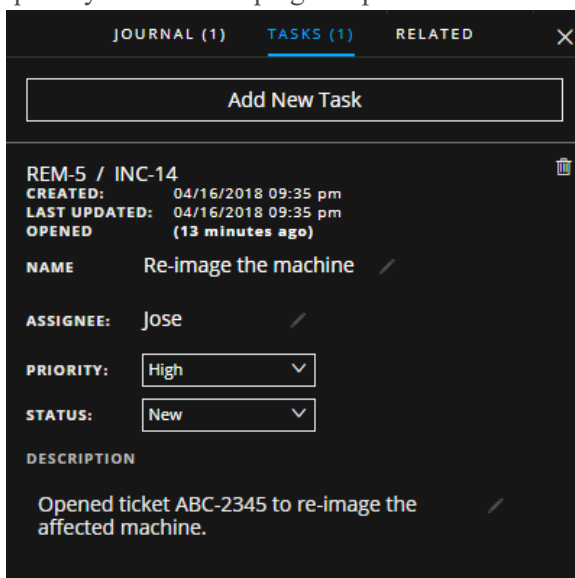 JOURNAL (1) TASKS (1) RELATED
Add New Task
REM-5 / INC-14
CREATED: 04/16/2018 09:35 pm
LAST UPDATED: 04/16/2018 09:35 pm
OPENED (13 minutes ago)
NAME Re-image the machine
ASSIGNEE: Jose
PRIORITY: High
STATUS: New
DESCRIPTION
Opened ticket ABC-2345 to re-image the
affected machine.